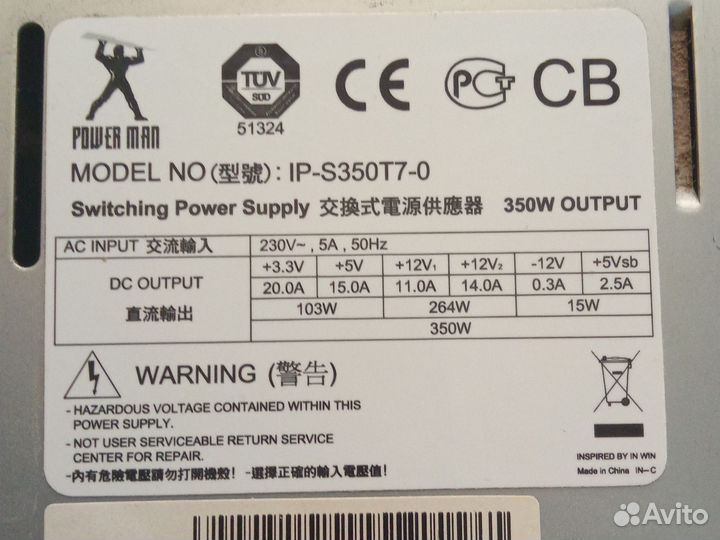 POWER MAN
TÜV
SÜD
51324
CE
PCT
CB
MODEL NO (型號) : IP-S350T7-0
Switching Power Supply 交換式電源供應器 350W OUTPUT
AC INPUT 交流輸入 230V~ , 5A , 50Hz
DC OUTPUT
直流輸出
+3.3V +5V +12V₁ +12V₂ -12V +5Vsb
20.0A 15.0A 11.0A 14.0A 0.3A 2.5A
103W 264W 15W
350W
WARNING (警告)
- HAZARDOUS VOLTAGE CONTAINED WITHIN THIS
POWER SUPPLY.
- NOT USER SERVICEABLE RETURN SERVICE
CENTER FOR REPAIR.
-內有危險電壓請勿打開機殼! -選擇正確的輸入電壓值!
INSPIRED BY IN WIN
Made in China IN-C
Avito